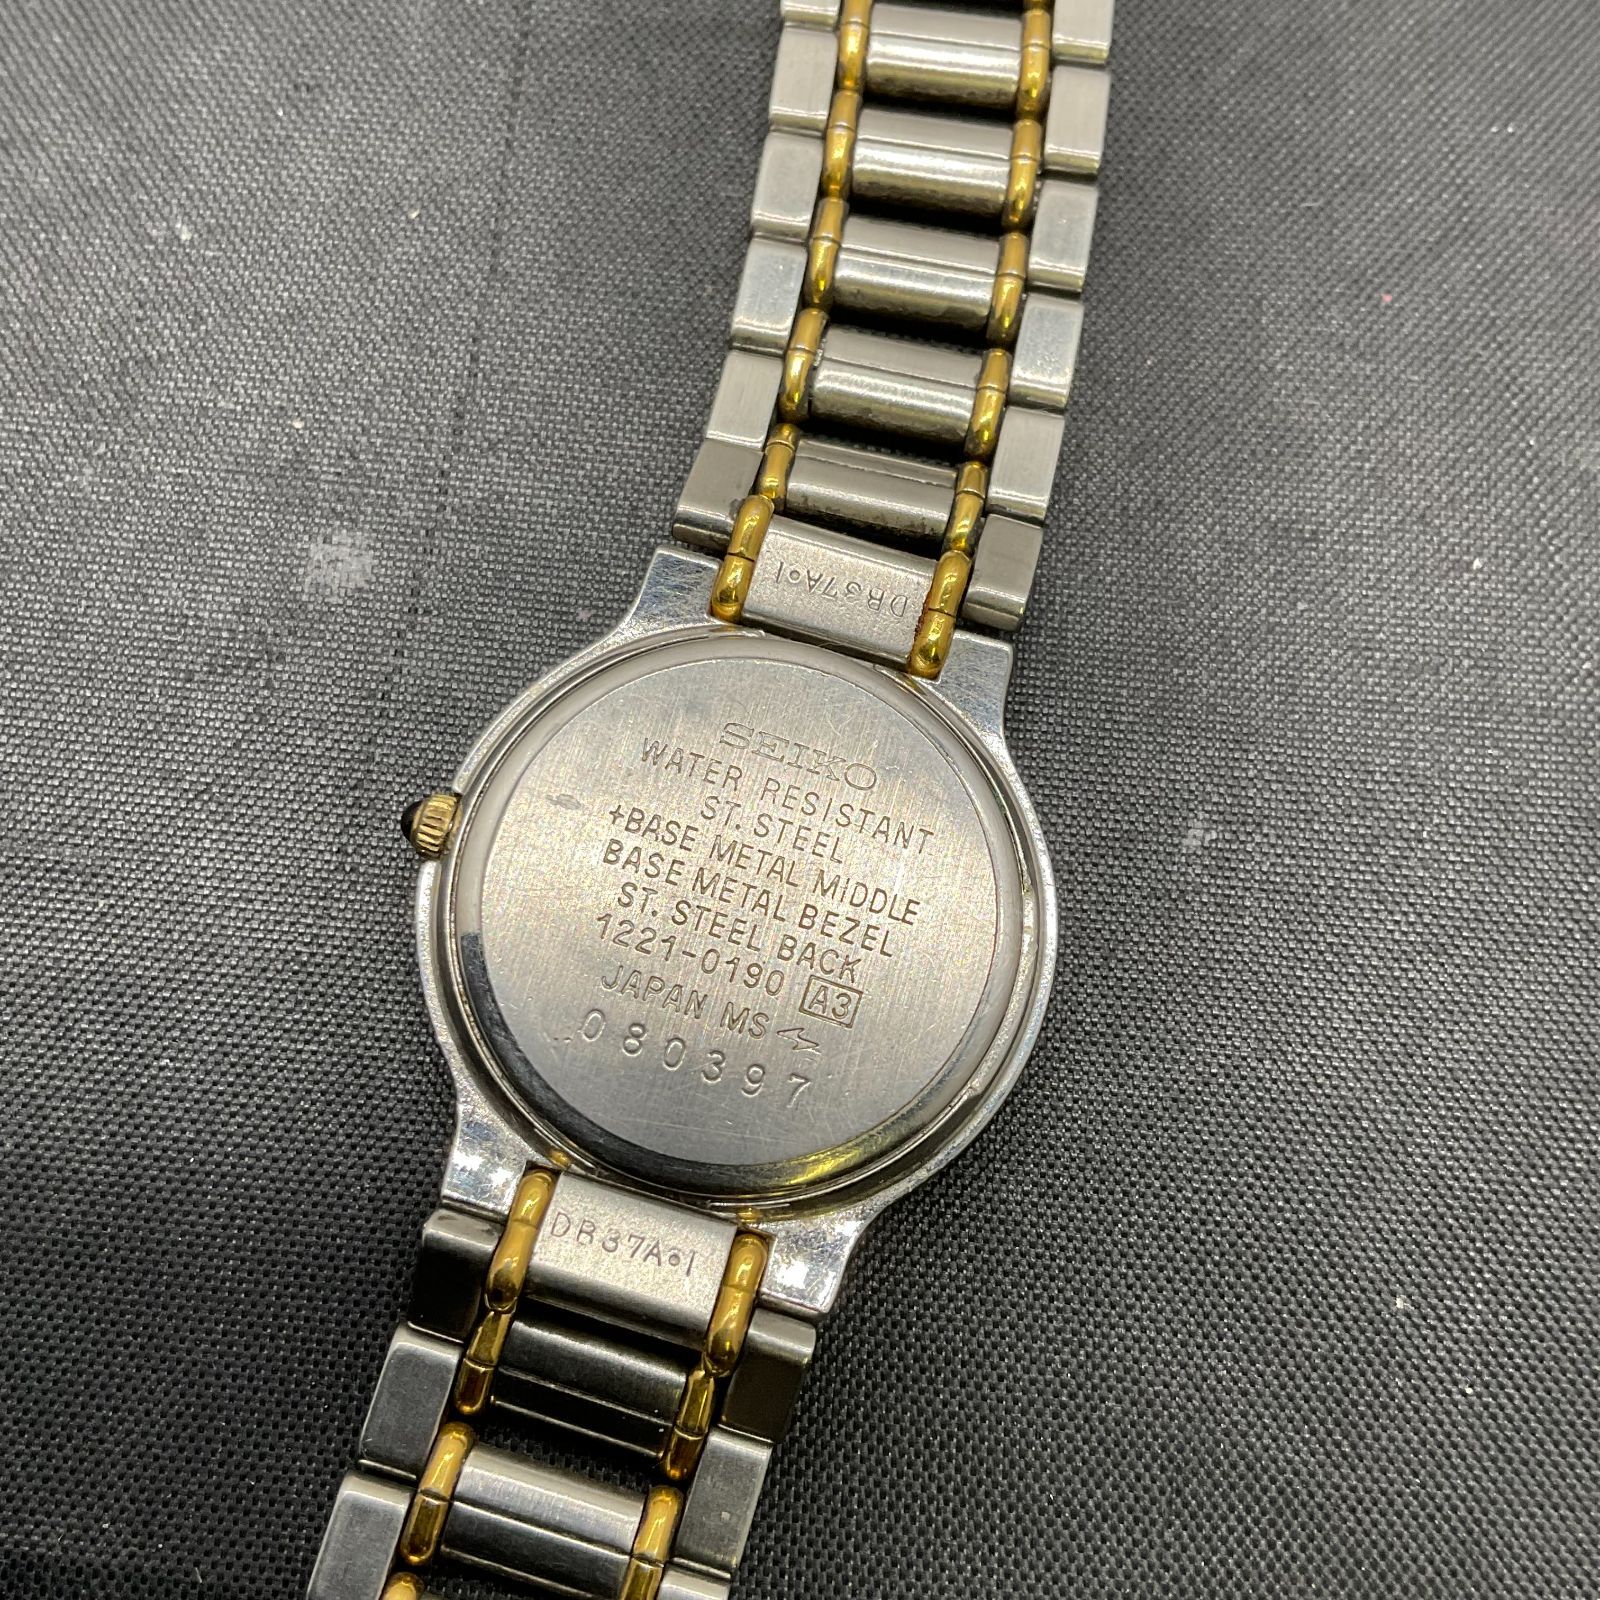 DR37A•1
SEIKO
WATER RESISTANT
ST. STEEL
+BASE METAL MIDDLE
BASE METAL BEZEL
ST. STEEL BACK
1221-0190 A3
JAPAN MS
080397
DR37A•1